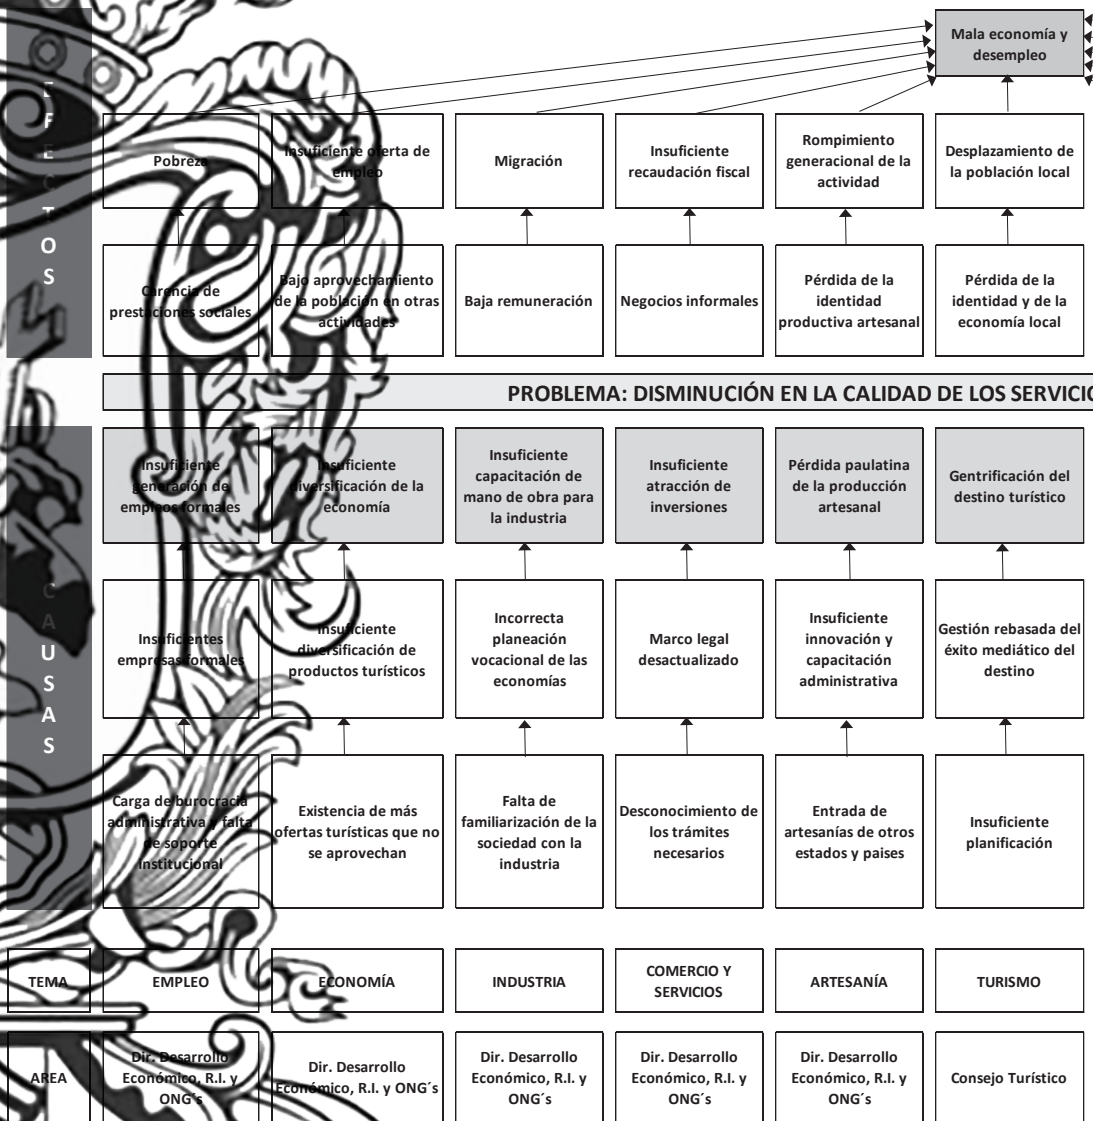 Mala economía y
desempleo
EFECTOS
Pobreza
Insuficiente oferta de
empleo
Migración
Insuficiente
recaudación fiscal
Rompimiento
generacional de la
actividad
Desplazamiento de
la población local
Carencia de
prestaciones sociales
Bajo aprovechamiento
de la población en otras
actividades
Baja remuneración
Negocios informales
Pérdida de la
identidad
productiva artesanal
Pérdida de la
identidad y de la
economía local
PROBLEMA: DISMINUCIÓN EN LA CALIDAD DE LOS SERVICIO
CAUSAS
Insuficiente
generación de
empleos formales
Insuficiente
diversificación de la
economía
Insuficiente
capacitación de
mano de obra para
la industria
Insuficiente
atracción de
inversiones
Pérdida paulatina
de la producción
artesanal
Gentrificación del
destino turístico
Insuficientes
empresas formales
Insuficiente
diversificación de
productos turísticos
Incorrecta
planeación
vocacional de las
economías
Marco legal
desactualizado
Insuficiente
innovación y
capacitación
administrativa
Gestión rebasada del
éxito mediático del
destino
Carga de burocracia
administrativa y falta
de soporte
institucional
Existencia de más
ofertas turísticas que no
se aprovechan
Falta de
familiarización de la
sociedad con la
industria
Desconocimiento de
los trámites
necesarios
Entrada de
artesanías de otros
estados y paises
Insuficiente
planificación
TEMA
EMPLEO
ECONOMÍA
INDUSTRIA
COMERCIO Y
SERVICIOS
ARTESANÍA
TURISMO
AREA
Dir. Desarrollo
Económico, R.I. y
ONG´s
Dir. Desarrollo
Económico, R.I. y ONG´s
Dir. Desarrollo
Económico, R.I. y
ONG´s
Dir. Desarrollo
Económico, R.I. y
ONG´s
Dir. Desarrollo
Económico, R.I. y
ONG´s
Consejo Turístico